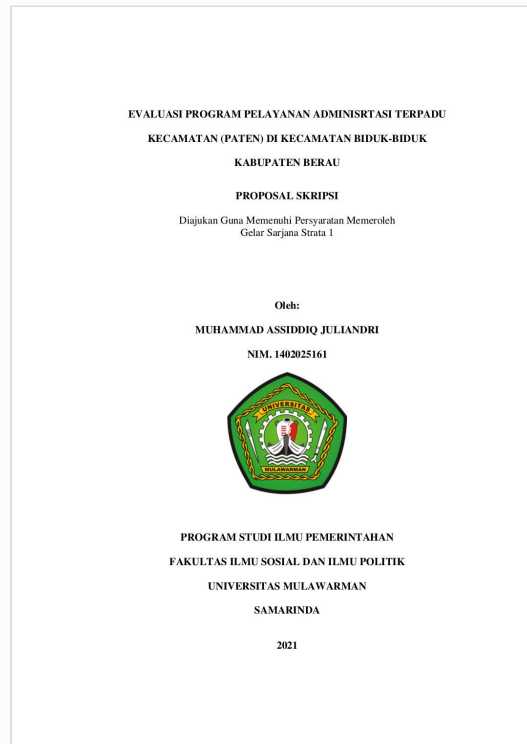 EVALUASI PROGRAM PELAYANAN ADMINISRTASI TERPADU
KECAMATAN (PATEN) DI KECAMATAN BIDUK-BIDUK
KABUPATEN BERAU
PROPOSAL SKRIPSI
Diajukan Guna Memenuhi Persyaratan Memeroleh
Gelar Sarjana Strata 1
Oleh:
MUHAMMAD ASSIDDIQ JULIANDRI
NIM. 1402025161
UNIVERSITAS
MULAWARMAN
PROGRAM STUDI ILMU PEMERINTAHAN
FAKULTAS ILMU SOSIAL DAN ILMU POLITIK
UNIVERSITAS MULAWARMAN
SAMARINDA
2021